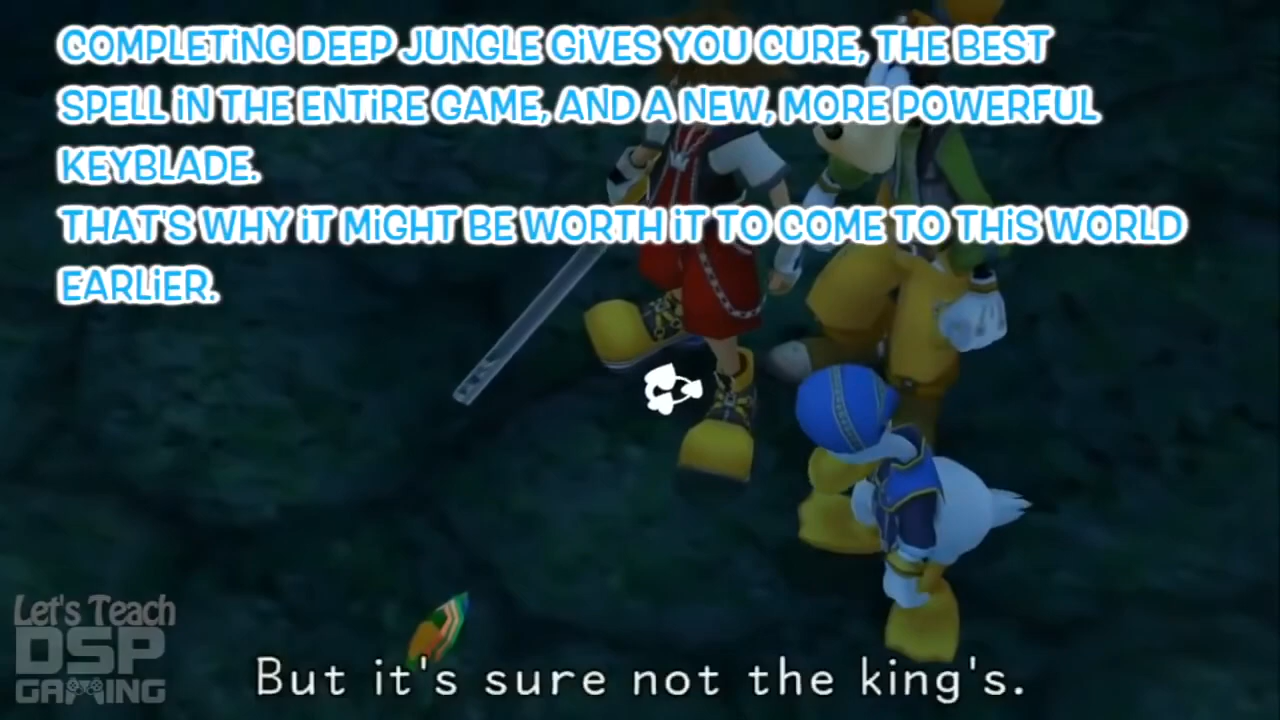 COMPLETING DEEP JUNGLE GIVES YOU CURE, THE BEST
SPELL IN THE ENTIRE GAME, AND A NEW, MORE POWERFUL
KEYBLADE.
THAT'S WHY IT MIGHT BE WORTH IT TO COME TO THIS WORLD
EARLIER.
Let's Teach
DSP
GAMING
But it's sure not the king's.